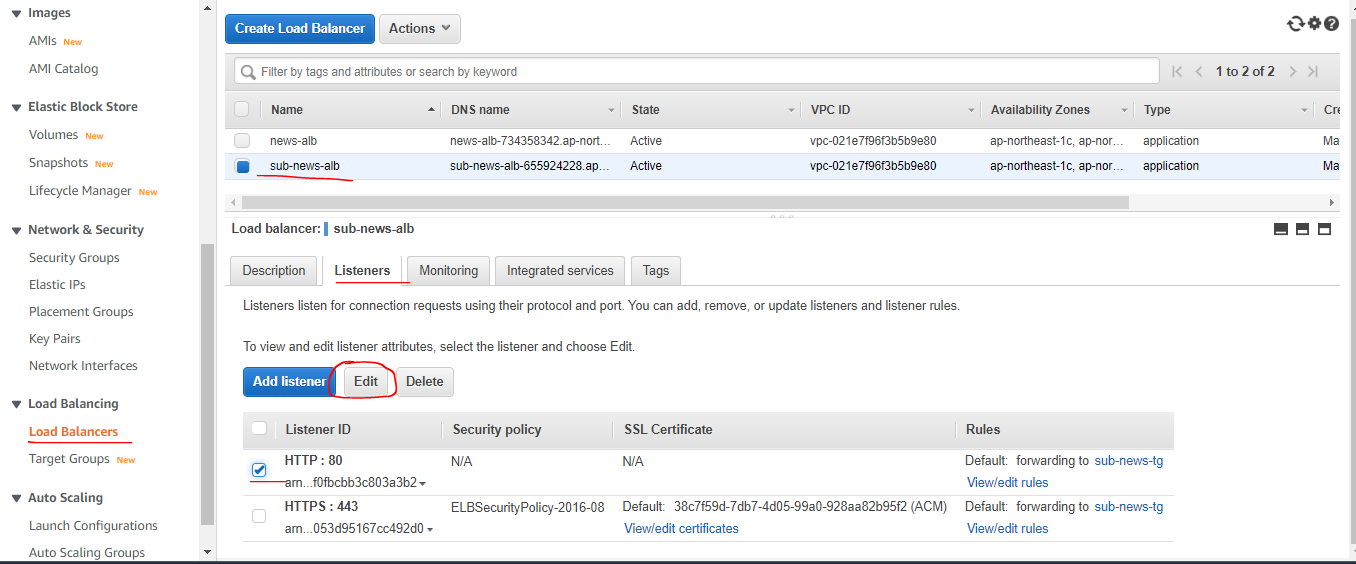 Images
AMIs New
AMI Catalog
Elastic Block Store
Volumes New
Snapshots New
Lifecycle Manager New
Network & Security
Security Groups
Elastic IPs
Placement Groups
Key Pairs
Network Interfaces
Load Balancing
Load Balancers
Target Groups New
Auto Scaling
Launch Configurations
Auto Scaling Groups
Create Load Balancer Actions
Filter by tags and attributes or search by keyword 1 to 2 of 2
Name DNS name State VPC ID Availability Zones Type Cre
news-alb news-alb-734358342.ap-nort... Active vpc-021e7f96f3b5b9e80 ap-northeast-1c, ap-nor... application Ma
sub-news-alb sub-news-alb-655924228.ap... Active vpc-021e7f96f3b5b9e80 ap-northeast-1c, ap-nor... application Ma
Load balancer: sub-news-alb
Description Listeners Monitoring Integrated services Tags
Listeners listen for connection requests using their protocol and port. You can add, remove, or update listeners and listener rules.
To view and edit listener attributes, select the listener and choose Edit.
Add listener Edit Delete
Listener ID Security policy SSL Certificate Rules
HTTP : 80 N/A N/A Default: forwarding to sub-news-tg
arn...f0fbcbb3c803a3b2 View/edit rules
HTTPS : 443 ELBSecurityPolicy-2016-08 Default: 38c7f59d-7db7-4d05-99a0-928aa82b95f2 (ACM) Default: forwarding to sub-news-tg
arn...053d95167cc492d0 View/edit certificates View/edit rules